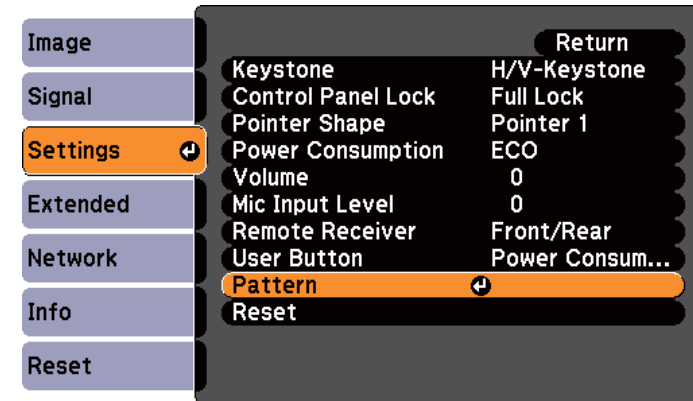 Image
Signal
Settings
Extended
Network
Info
Reset
Return
Keystone H/V-Keystone
Control Panel Lock Full Lock
Pointer Shape Pointer 1
Power Consumption ECO
Volume 0
Mic Input Level 0
Remote Receiver Front/Rear
User Button Power Consum...
Pattern
Reset